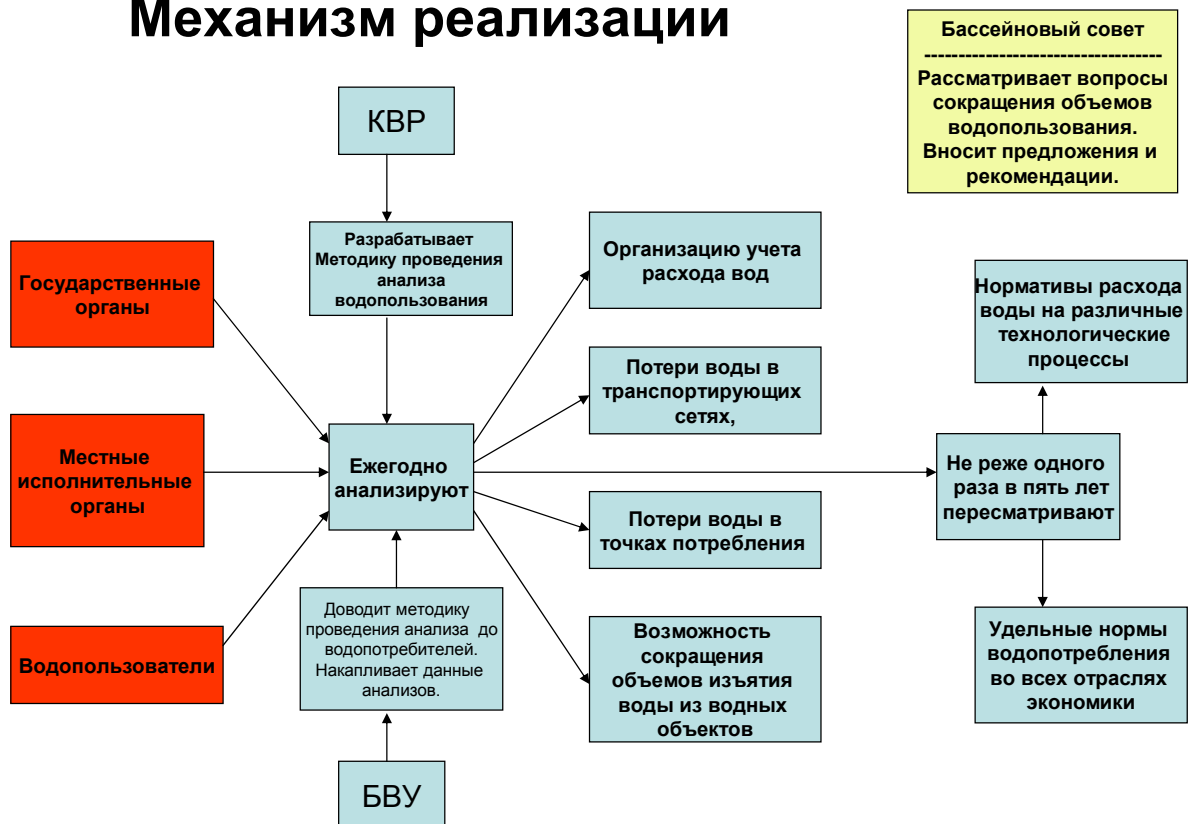 Механизм реализации
Бассейновый совет
-----------------------------------
Рассматривает вопросы
сокращения объемов
водопользования.
Вносит предложения и
рекомендации.
КВР
Разрабатывает
Методику проведения
анализа
водопользования
Государственные
органы
Местные
исполнительные
органы
Водопользователи
Ежегодно
анализируют
Доводит методику
проведения анализа до
водопотребителей.
Накапливает данные
анализов.
БВУ
Организацию учета
расхода вод
Потери воды в
транспортирующих
сетях,
Потери воды в
точках потребления
Возможность
сокращения
объемов изъятия
воды из водных
объектов
Нормативы расхода
воды на различные
технологические
процессы
Не реже одного
раза в пять лет
пересматривают
Удельные нормы
водопотребления
во всех отраслях
экономики